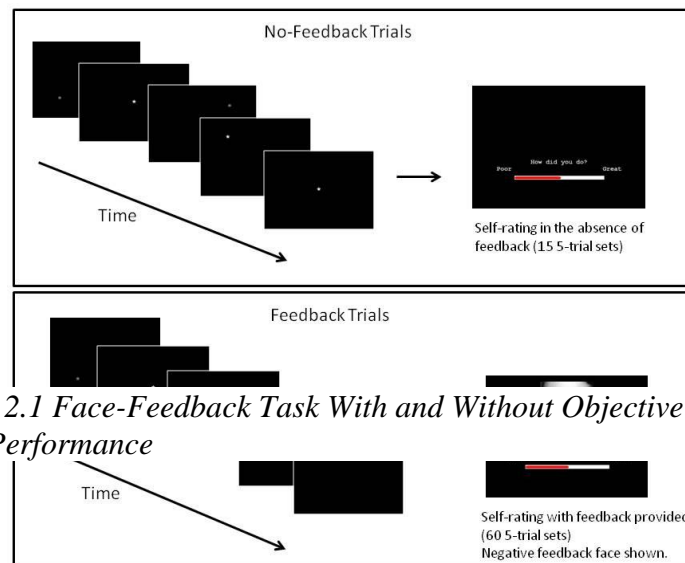 No-Feedback Trials
How did you do?
Poor Great
Time
Self-rating in the absence of
feedback (15 5-trial sets)
Feedback Trials
2.1 Face-Feedback Task With and Without Objective
Performance
Time
Self-rating with feedback provided
(60 5-trial sets)
Negative feedback face shown.